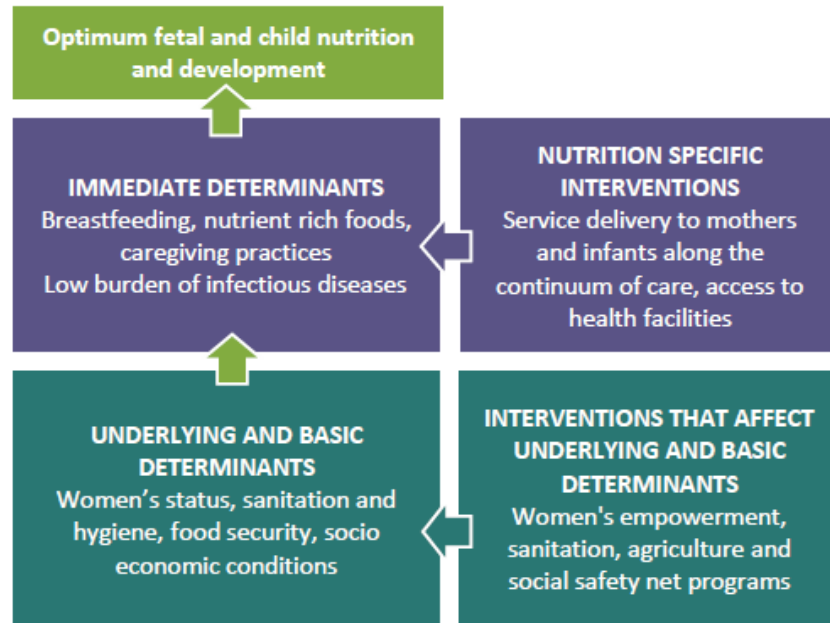 Optimum fetal and child nutrition
and development
IMMEDIATE DETERMINANTS
Breastfeeding, nutrient rich foods,
caregiving practices
Low burden of infectious diseases
NUTRITION SPECIFIC
INTERVENTIONS
Service delivery to mothers
and infants along the
continuum of care, access to
health facilities
UNDERLYING AND BASIC
DETERMINANTS
Women’s status, sanitation and
hygiene, food security, socio
economic conditions
INTERVENTIONS THAT AFFECT
UNDERLYING AND BASIC
DETERMINANTS
Women's empowerment,
sanitation, agriculture and
social safety net programs